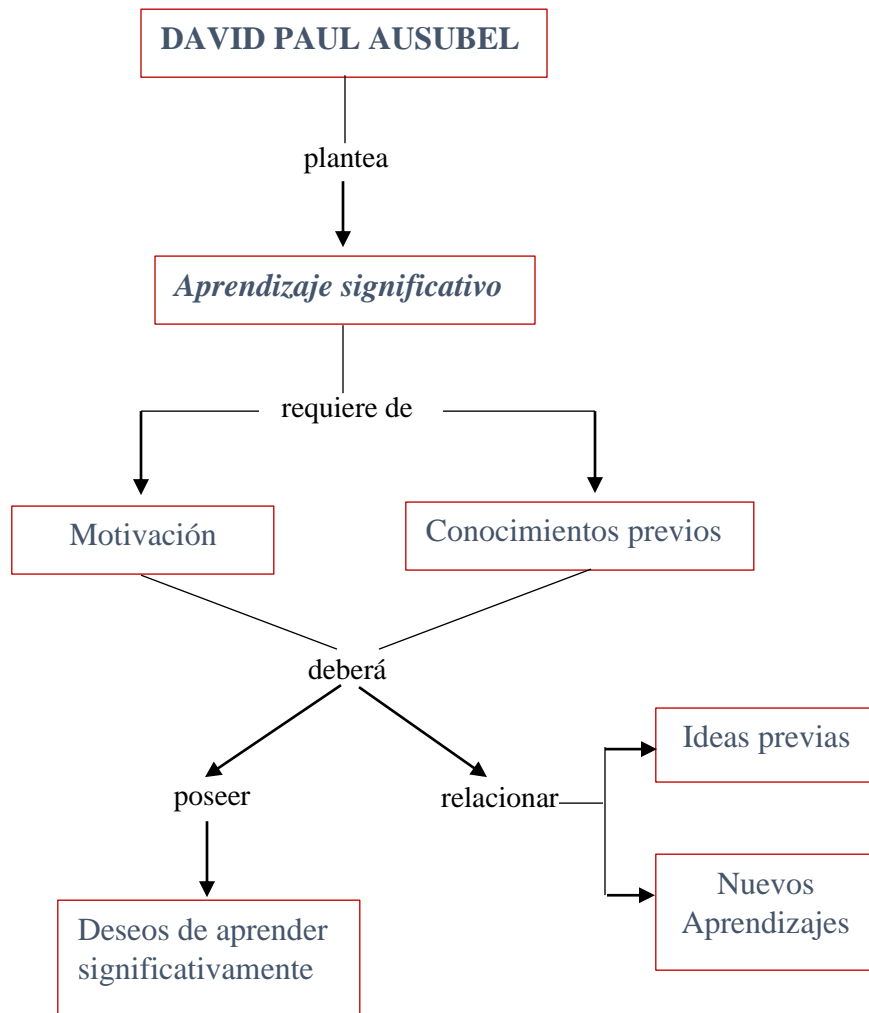 DAVID PAUL AUSUBEL
plantea
Aprendizaje significativo
requiere de
Motivación
Conocimientos previos
deberá
poseer
relacionar
Ideas previas
Nuevos
Aprendizajes
Deseos de aprender
significativamente